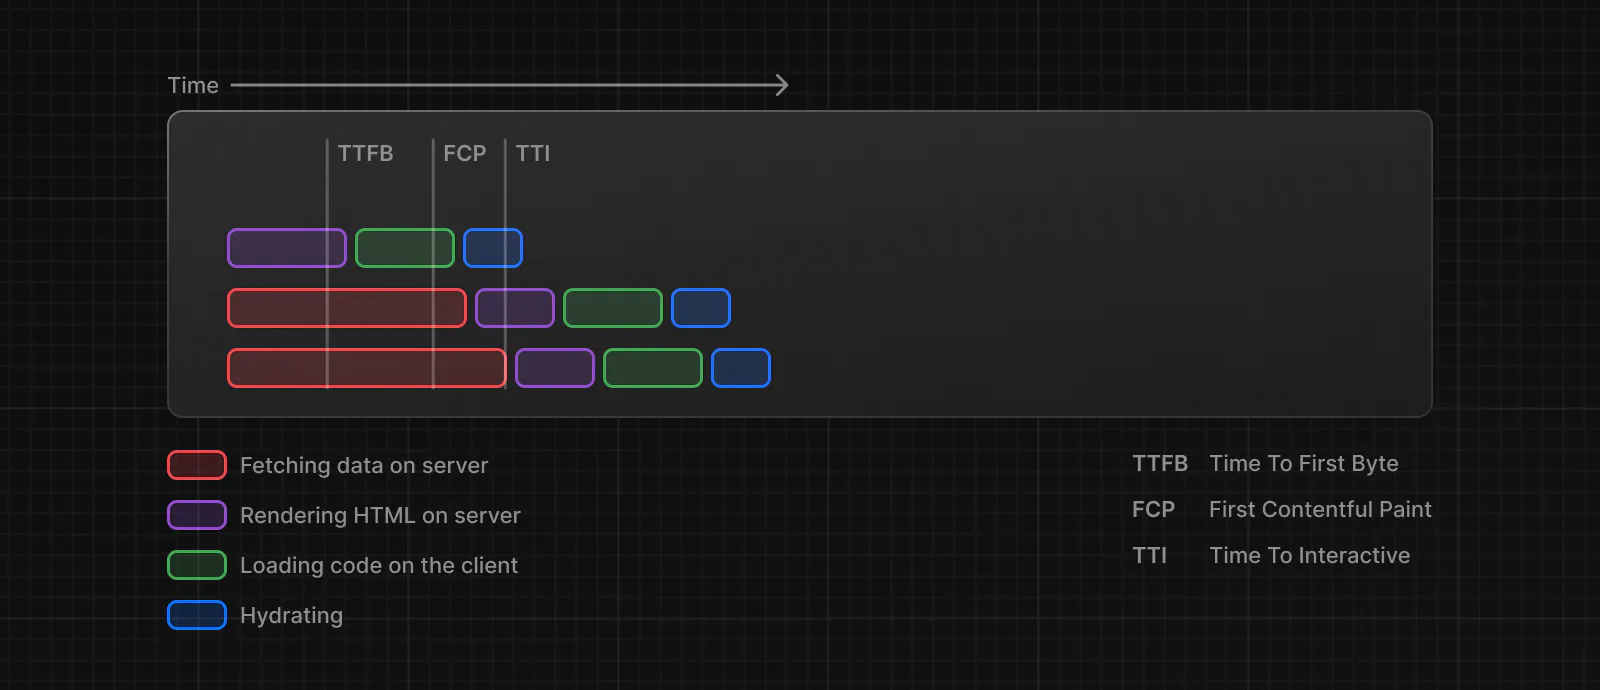 Time
TTFB
FCP
TTI
Fetching data on server
Rendering HTML on server
Loading code on the client
Hydrating
TTFB Time To First Byte
FCP First Contentful Paint
TTI Time To Interactive